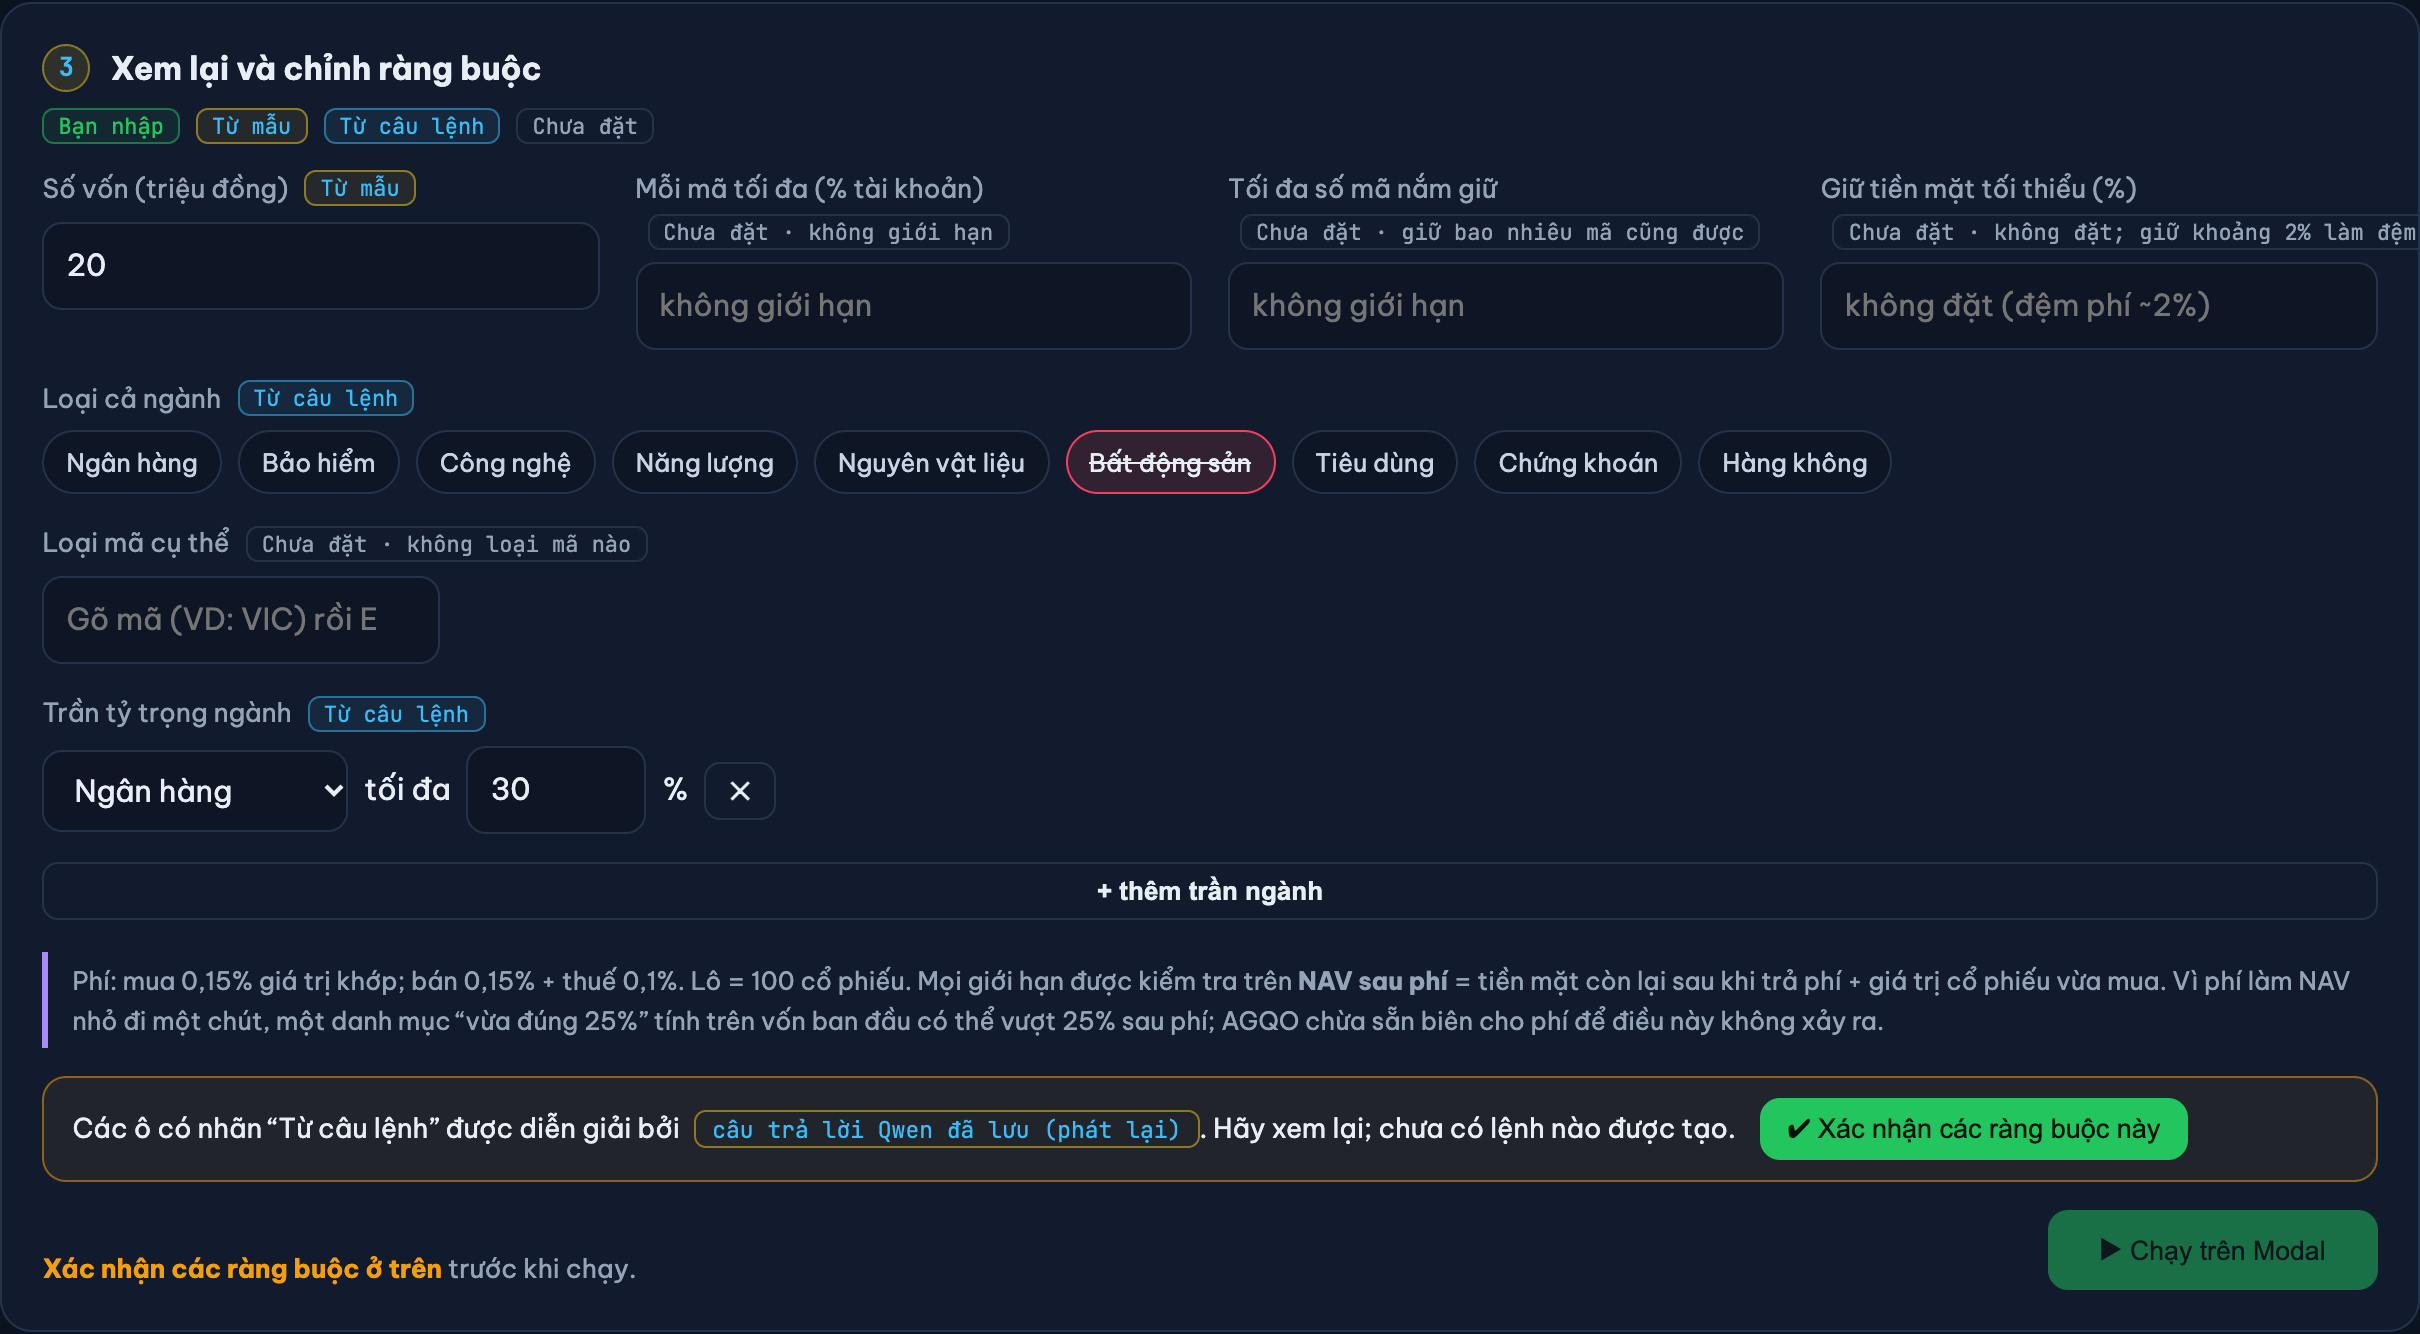 3 Xem lại và chỉnh ràng buộc
Bạn nhập Từ mẫu Từ câu lệnh Chưa đặt
Số vốn (triệu đồng) Từ mẫu
20
Mỗi mã tối đa (% tài khoản)
Chưa đặt · không giới hạn
không giới hạn
Tối đa số mã nắm giữ
Chưa đặt · giữ bao nhiêu mã cũng được
không giới hạn
Giữ tiền mặt tối thiểu (%)
Chưa đặt · không đặt; giữ khoảng 2% làm đệm
không đặt (đệm phí ~2%)
Loại cả ngành Từ câu lệnh
Ngân hàng Bảo hiểm Công nghệ Năng lượng Nguyên vật liệu Bất động sản Tiêu dùng Chứng khoán Hàng không
Loại mã cụ thể Chưa đặt · không loại mã nào
Gõ mã (VD: VIC) rồi E
Trần tỷ trọng ngành Từ câu lệnh
Ngân hàng tối đa 30 % ✕
+ thêm trần ngành
Phí: mua 0,15% giá trị khớp; bán 0,15% + thuế 0,1%. Lô = 100 cổ phiếu. Mọi giới hạn được kiểm tra trên NAV sau phí = tiền mặt còn lại sau khi trả phí + giá trị cổ phiếu vừa mua. Vì phí làm NAV
nhỏ đi một chút, một danh mục “vừa đúng 25%” tính trên vốn ban đầu có thể vượt 25% sau phí; AGQO chừa sẵn biên cho phí để điều này không xảy ra.
Các ô có nhãn “Từ câu lệnh” được diễn giải bởi câu trả lời Qwen đã lưu (phát lại). Hãy xem lại; chưa có lệnh nào được tạo. ✔ Xác nhận các ràng buộc này
Xác nhận các ràng buộc ở trên trước khi chạy.
▶ Chạy trên Modal